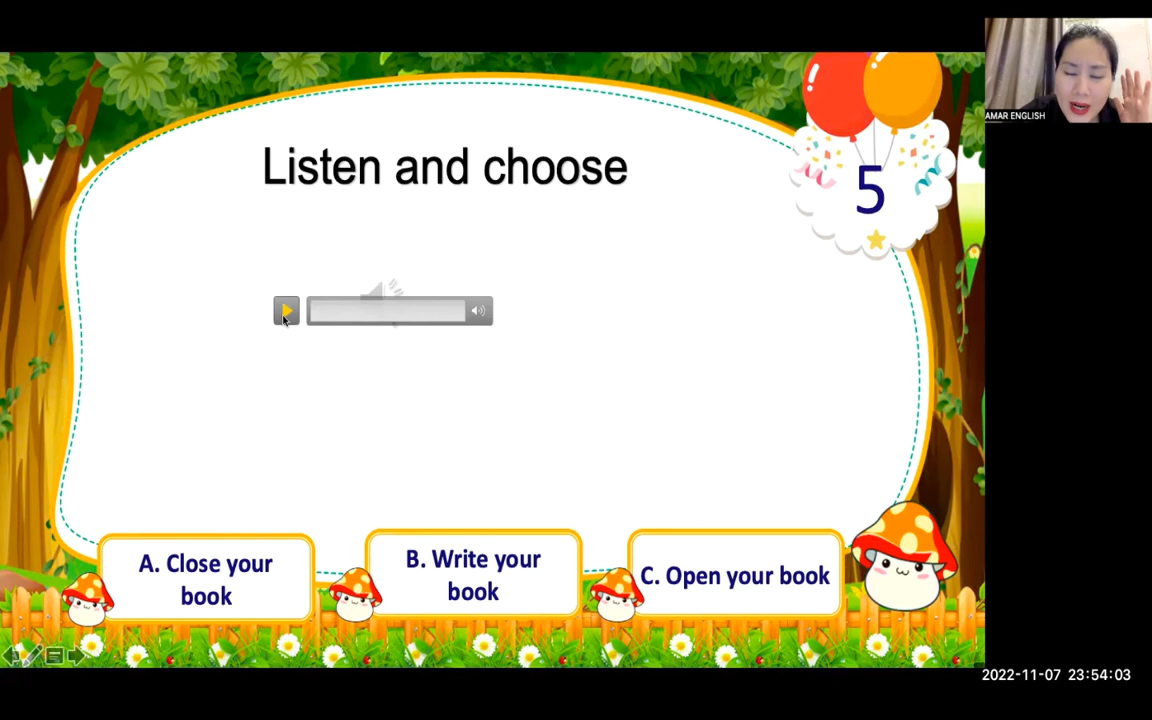 AMAR ENGLISH
Listen and choose
5
A. Close your
book
B. Write your
book
C. Open your book
2022-11-07 23:54:03